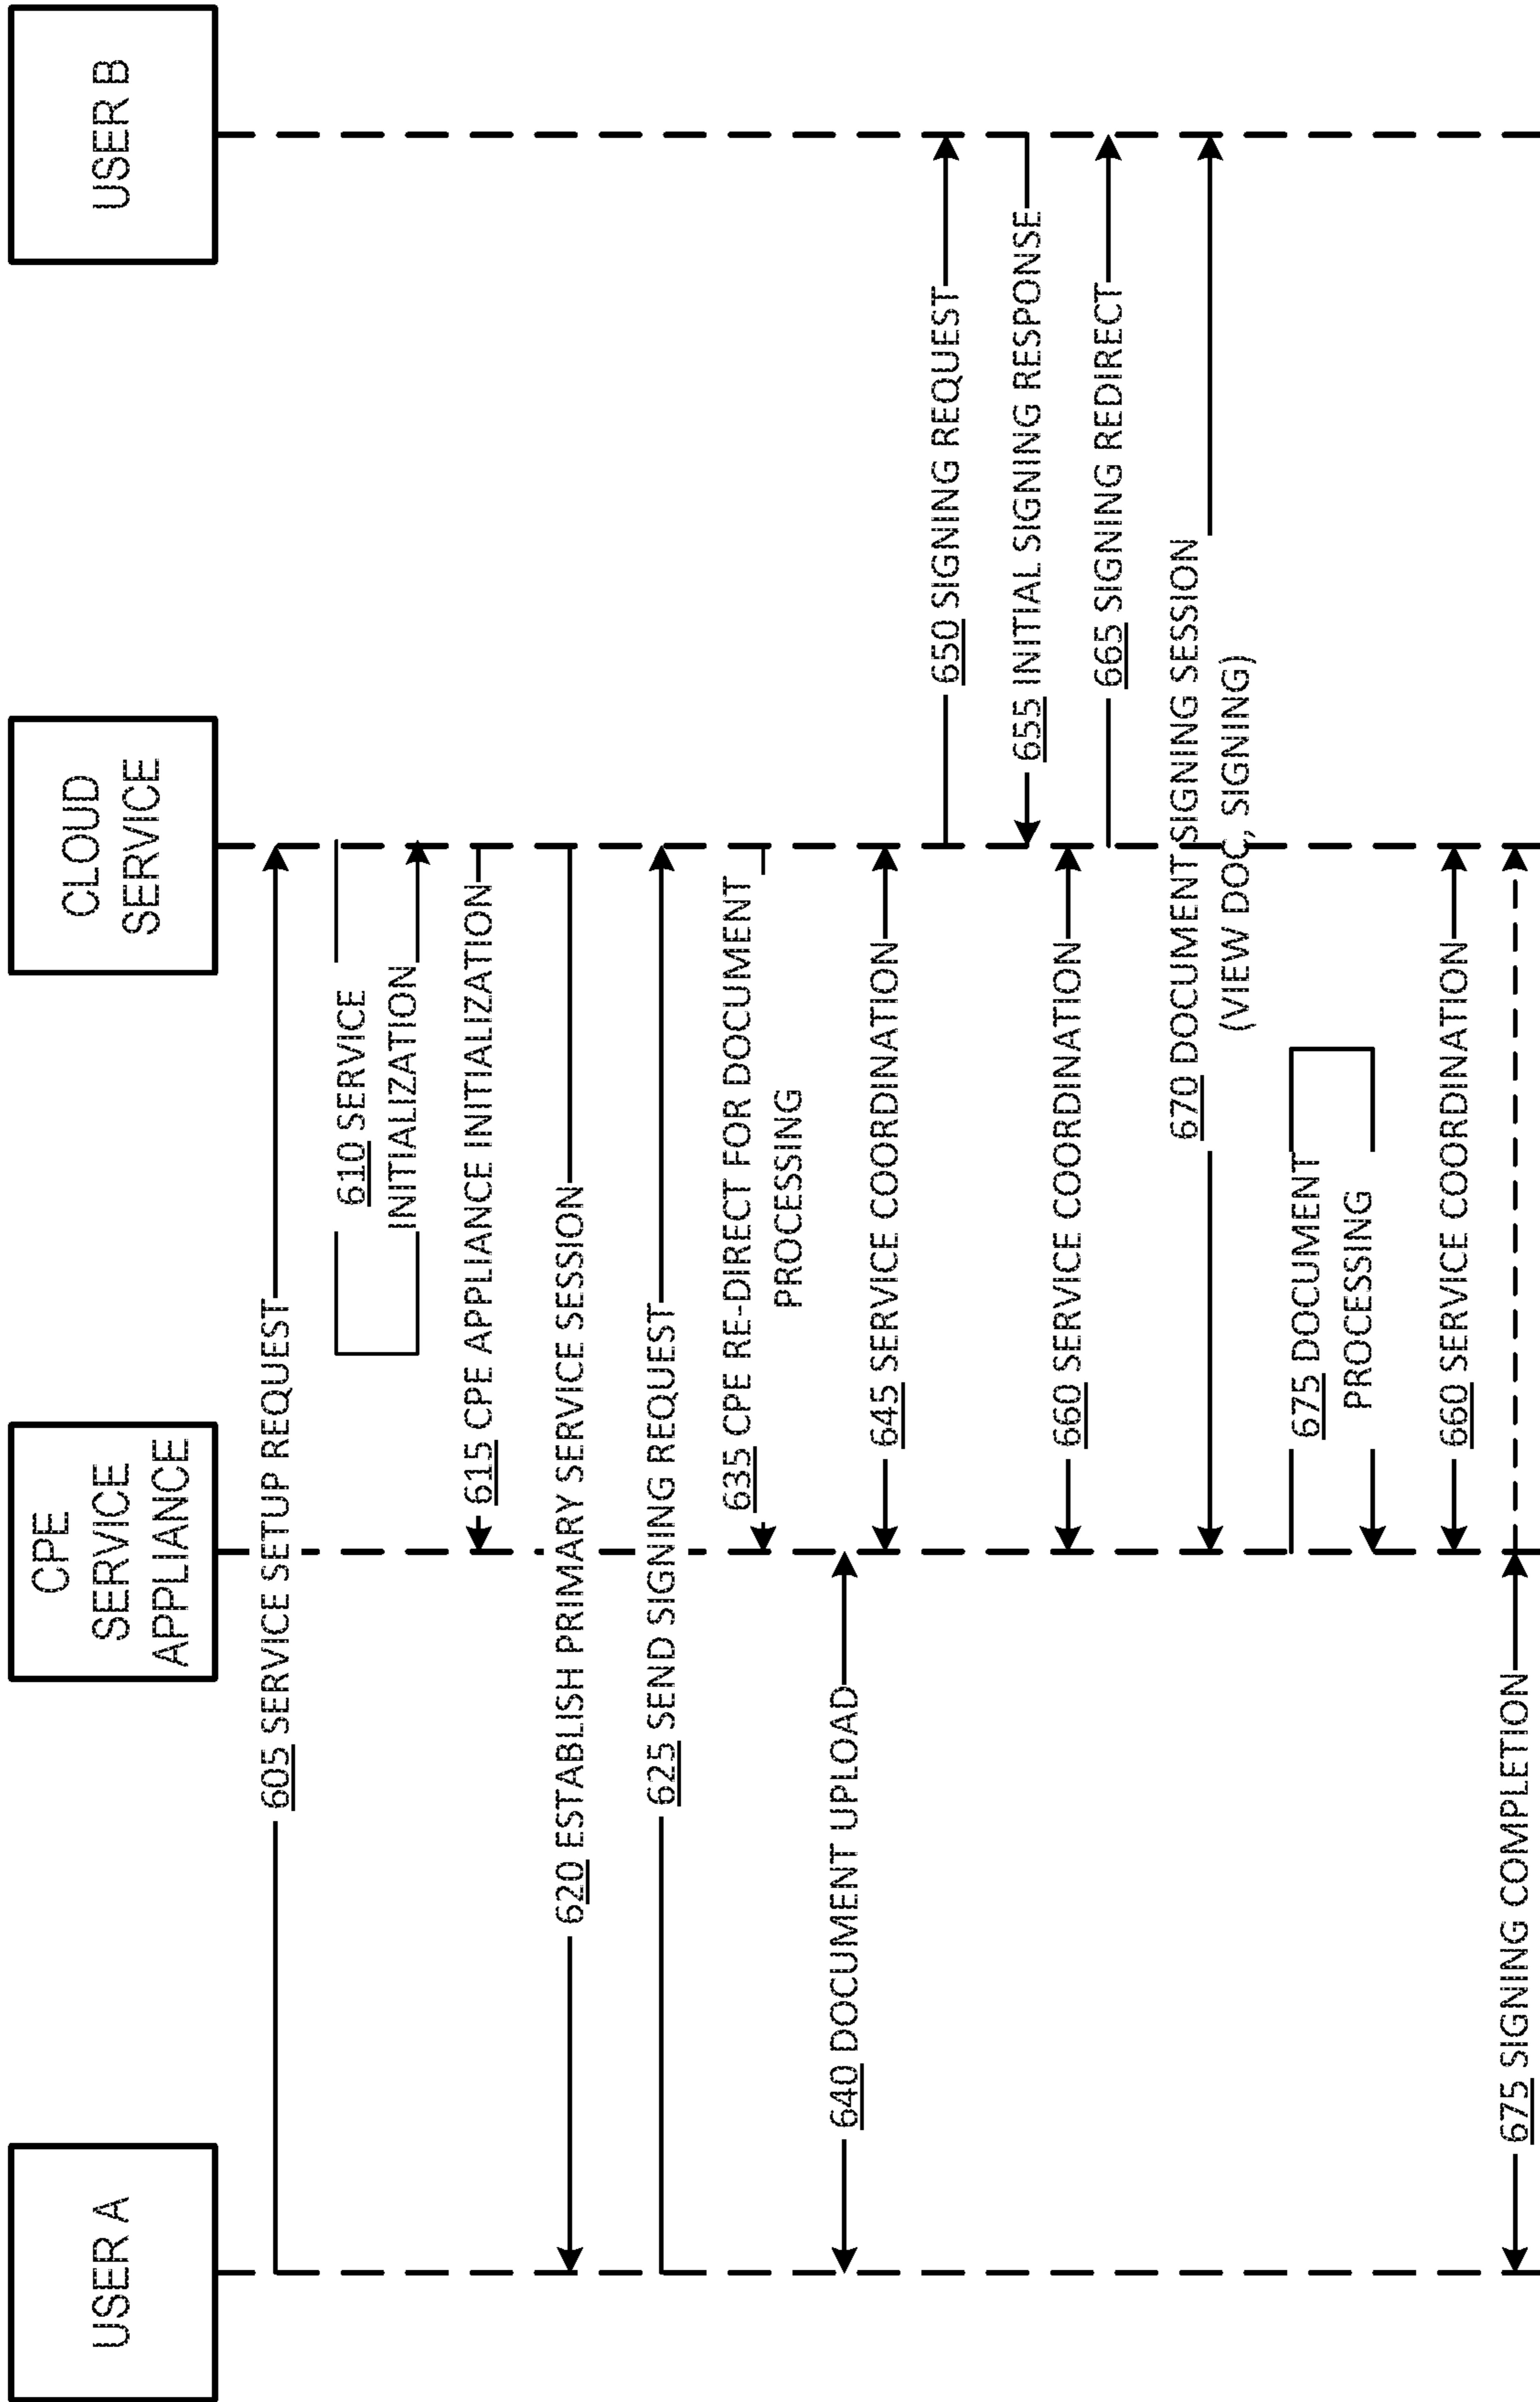 USER A
CPE
SERVICE
APPLIANCE
CLOUD
SERVICE
USER B
605 SERVICE SETUP REQUEST
610 SERVICE
INITIALIZATION
615 CPE APPLIANCE INITIALIZATION
620 ESTABLISH PRIMARY SERVICE SESSION
625 SEND SIGNING REQUEST
635 CPE RE-DIRECT FOR DOCUMENT
PROCESSING
640 DOCUMENT UPLOAD
645 SERVICE COORDINATION
650 SIGNING REQUEST
655 INITIAL SIGNING RESPONSE
660 SERVICE COORDINATION
665 SIGNING REDIRECT
670 DOCUMENT SIGNING SESSION
(VIEW DOC, SIGNING)
675 DOCUMENT
PROCESSING
660 SERVICE COORDINATION
675 SIGNING COMPLETION